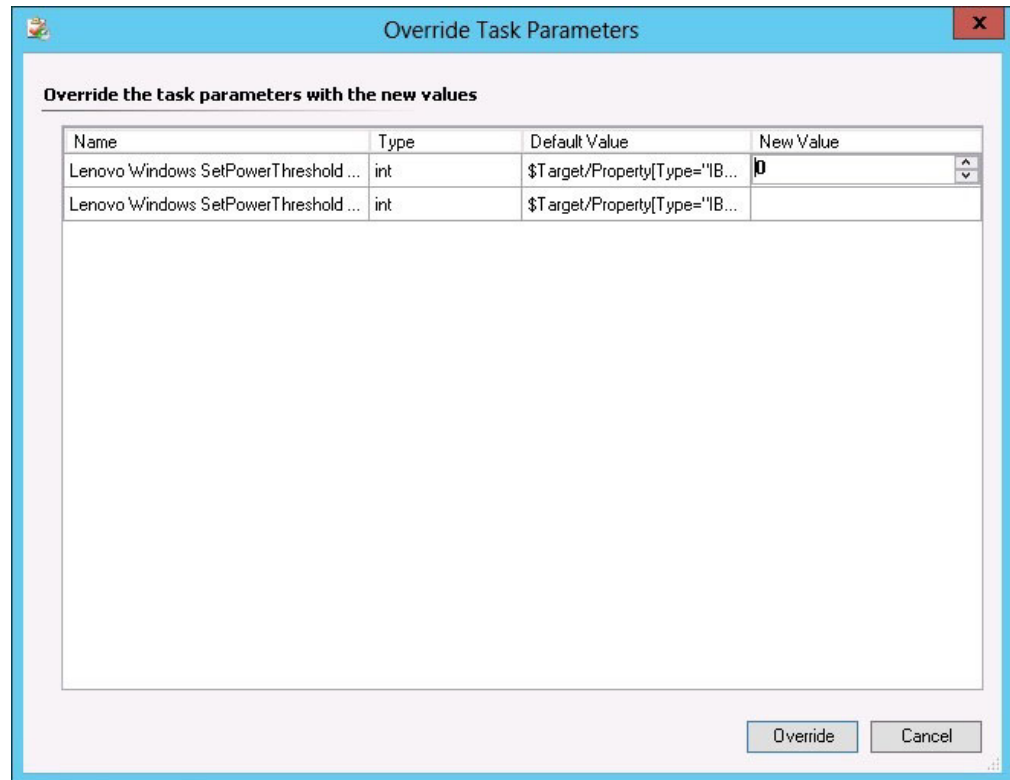 Override Task Parameters
x
Override the task parameters with the new values
Name Type Default Value New Value
Lenovo Windows SetPowerThreshold ... int $Target/Property[Type="IB... 0
Lenovo Windows SetPowerThreshold ... int $Target/Property[Type="IB...
Override Cancel